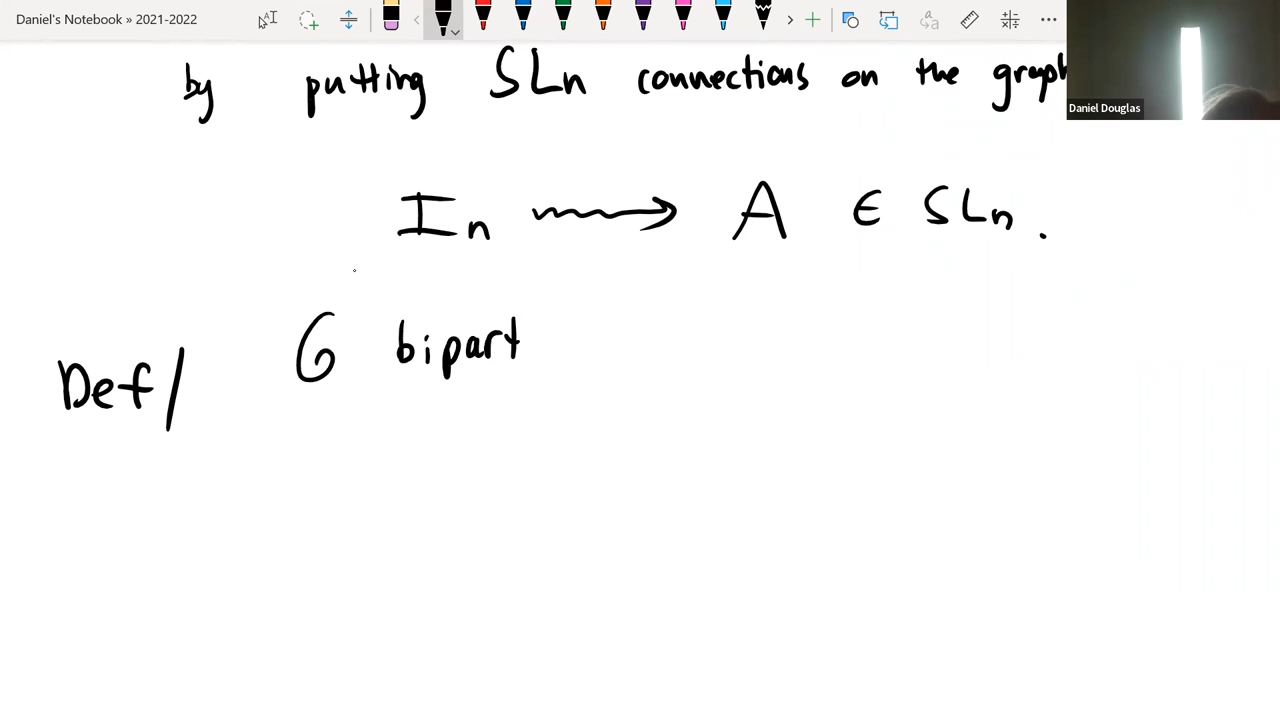 Daniel's Notebook » 2021-2022
by putting SLn connections on the graph
Daniel Douglas
In ⟿ A ∈ SLn.
Def/ G bipart